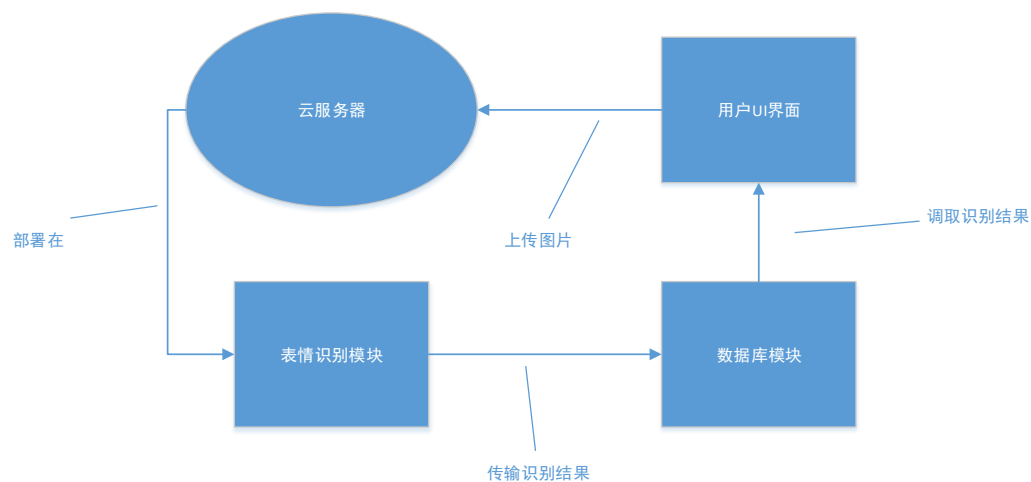 云服务器
用户UI界面
调取识别结果
部署在
上传图片
表情识别模块
数据库模块
传输识别结果